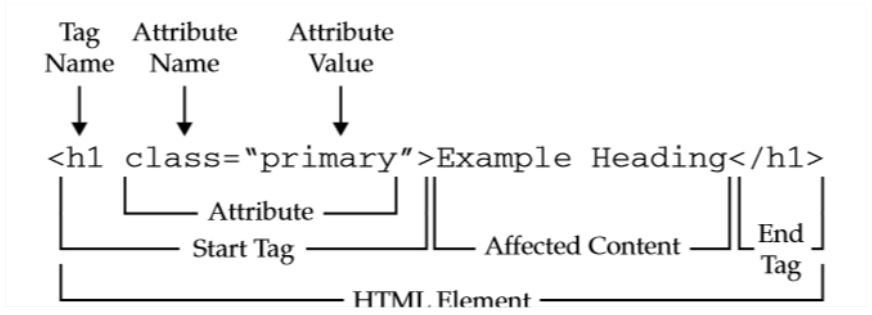 Tag Attribute Attribute
Name Name Value
<h1 class="primary">Example Heading</h1>
Attribute
Start Tag Affected Content End
Tag
HTML Element